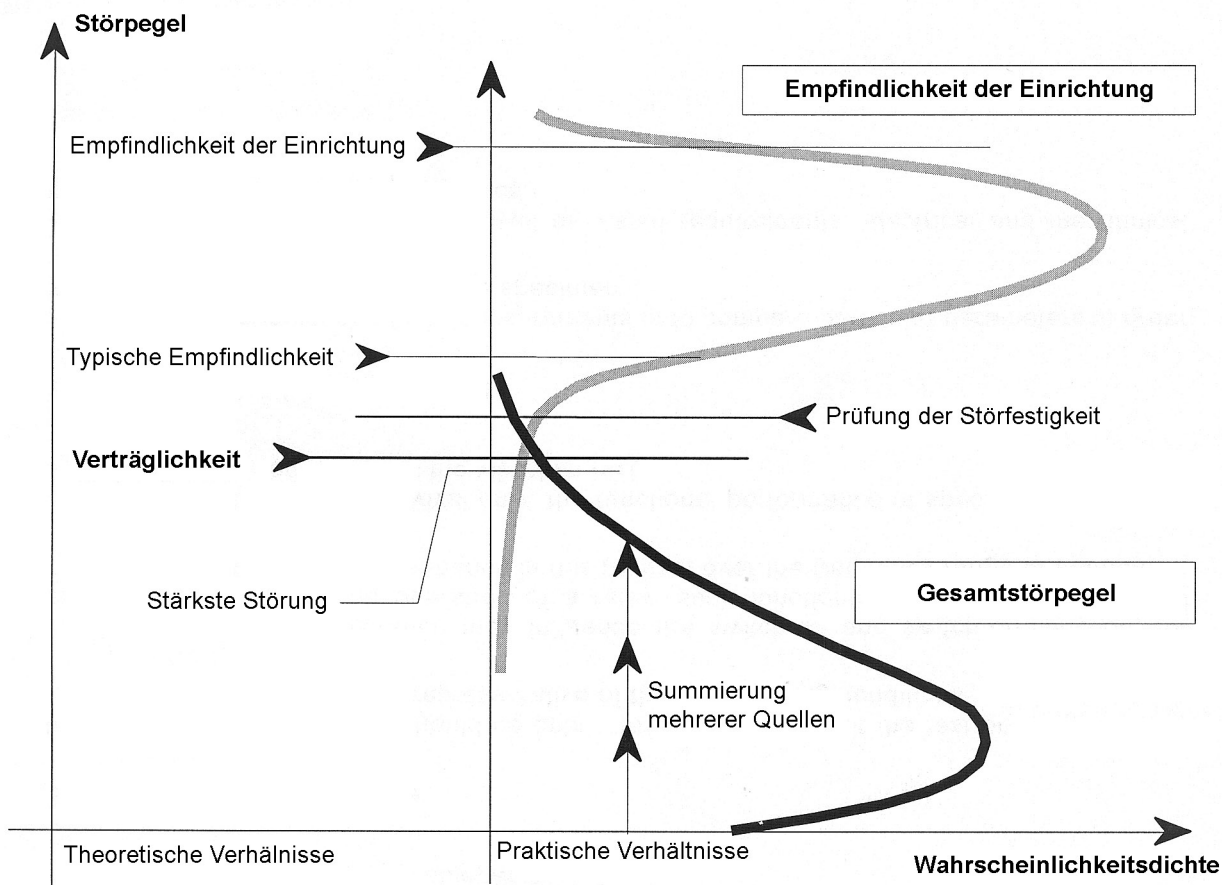 Störpegel
Empfindlichkeit der Einrichtung
Empfindlichkeit der Einrichtung
Typische Empfindlichkeit
Prüfung der Störfestigkeit
Verträglichkeit
Stärkste Störung
Gesamtstörpegel
Summierung
mehrerer Quellen
Theoretische Verhälnisse
Praktische Verhältnisse
Wahrscheinlichkeitsdichte